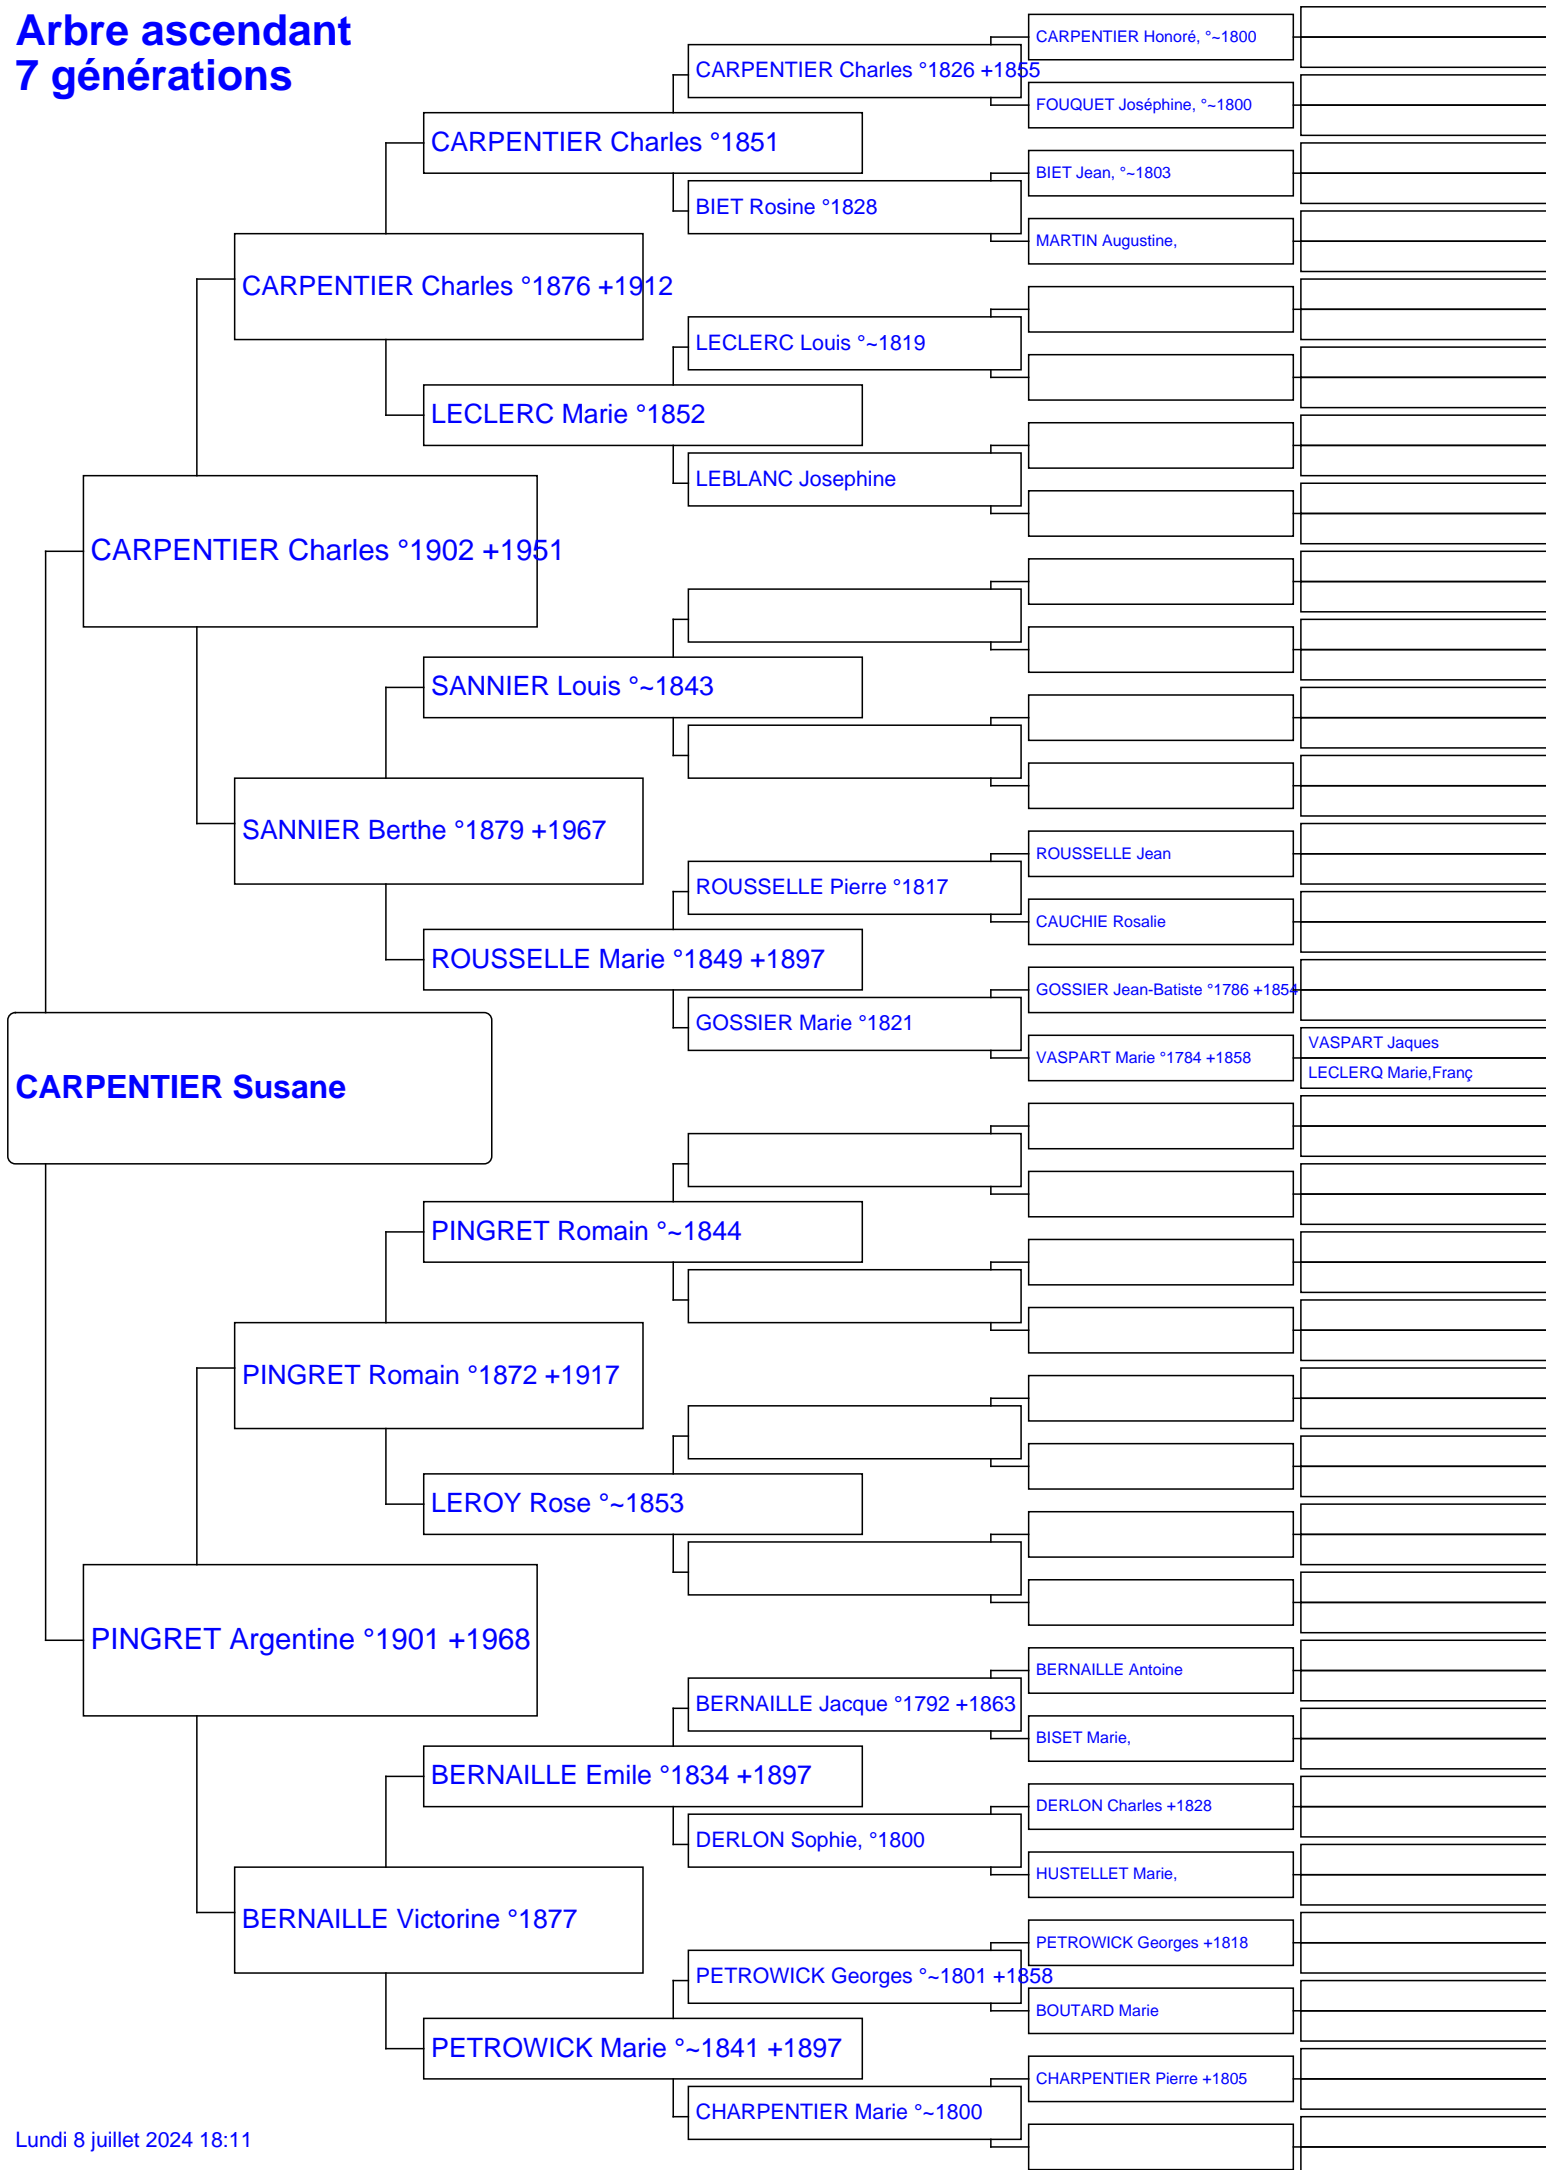 Arbre ascendant
7 générations
CARPENTIER Honoré, °~1800
CARPENTIER Charles °1826 +1855
FOUQUET Joséphine, °~1800
CARPENTIER Charles °1851
BIET Jean, °~1803
BIET Rosine °1828
MARTIN Augustine,
CARPENTIER Charles °1876 +1912
LECLERC Louis °~1819
LECLERC Marie °1852
LEBLANC Josephine
CARPENTIER Charles °1902 +1951
SANNIER Louis °~1843
SANNIER Berthe °1879 +1967
ROUSSELLE Jean
ROUSSELLE Pierre °1817
CAUCHIE Rosalie
ROUSSELLE Marie °1849 +1897
GOSSIER Jean-Batiste °1786 +1854
GOSSIER Marie °1821
VASPART Jaques
VASPART Marie °1784 +1858
LECLERQ Marie,Franç
CARPENTIER Susane
PINGRET Romain °~1844
PINGRET Romain °1872 +1917
LEROY Rose °~1853
PINGRET Argentine °1901 +1968
BERNAILLE Antoine
BERNAILLE Jacque °1792 +1863
BISET Marie,
BERNAILLE Emile °1834 +1897
DERLON Charles +1828
DERLON Sophie, °1800
HUSTELLET Marie,
BERNAILLE Victorine °1877
PETROWICK Georges +1818
PETROWICK Georges °~1801 +1858
BOUTARD Marie
PETROWICK Marie °~1841 +1897
CHARPENTIER Pierre +1805
CHARPENTIER Marie °~1800
Lundi 8 juillet 2024 18:11